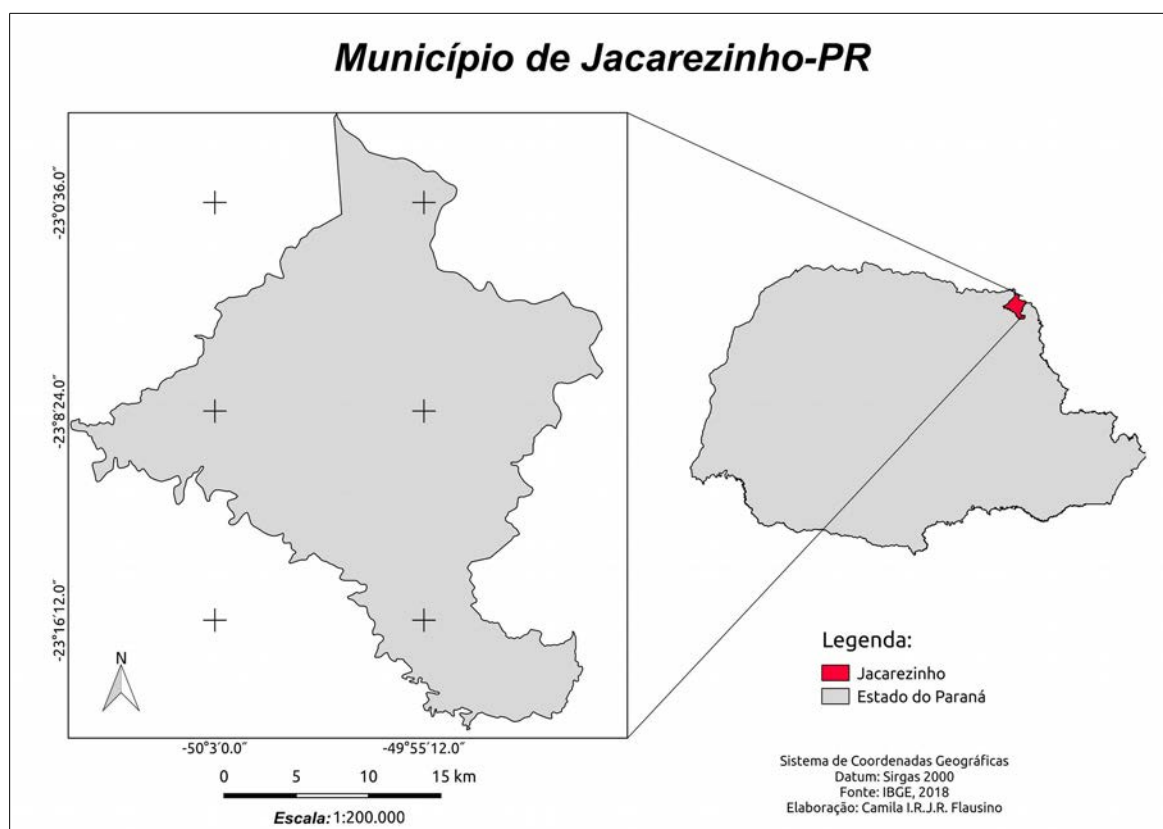 Município de Jacarezinho-PR
-23°0′36.0″
-23°8′24.0″
-23°16′12.0″
N
-50°3′0.0″
-49°55′12.0″
0 5 10 15 km
Escala: 1:200.000
Legenda:
Jacarezinho
Estado do Paraná
Sistema de Coordenadas Geográficas
Datum: Sirgas 2000
Fonte: IBGE, 2018
Elaboração: Camila I.R.J.R. Flausino